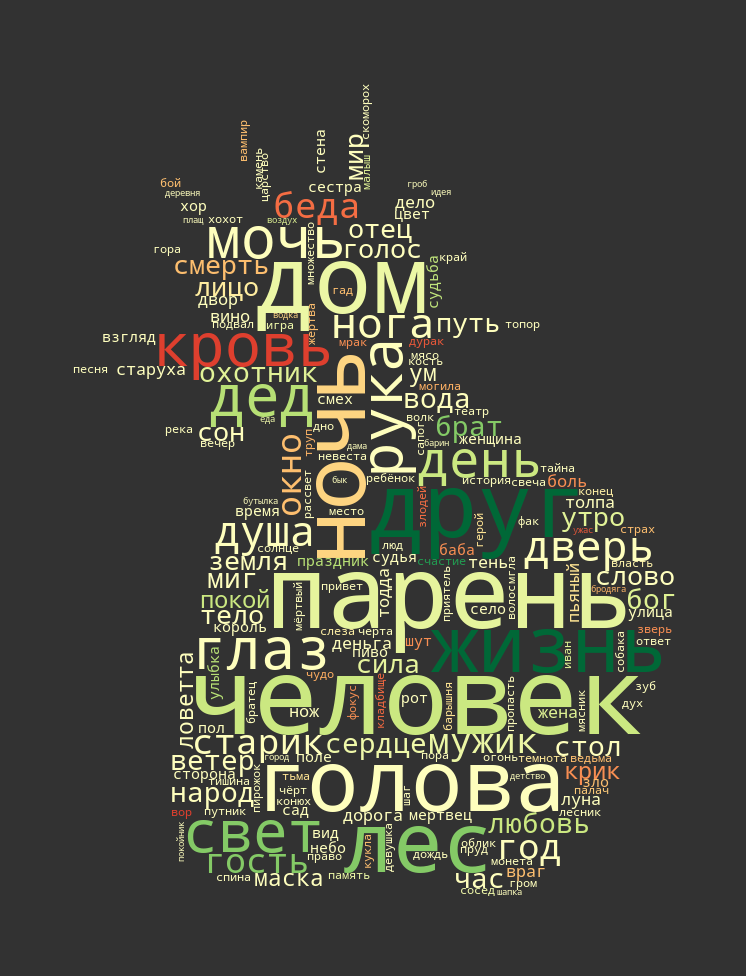 скоморох
вампир
стена
мир
камень
царство
малыш
бой
деревня
сестра
гроб
идея
хор
беда
дело
плащ
хохот
воздух
цвет
мочь
множество
отец
гора
голос
край
смерть
дом
судьба
лицо
гад
двор
вино
водка
жертва
нога
путь
топор
подвал
игра
взгляд
кровь
мрак
рука
дурак
мясо
песня
старуха
охотник
кость
ум
ночь
могила
дед
смех
вода
еда
волк
театр
река
сон
дно
сапог
брат
вечер
окно
труп
дама
барин
женщина
невеста
день
тайна
бык
ребёнок
история
свеча
боль
рассвет
друг
злодей
конец
бутылка
толпа
время
место
герой
фак
утро
душа
ужас
страх
солнце
люд
баба
дверь
земля
праздник
судья
счастие
тень
мгла
власть
миг
привет
тодда
парень
приятель
волос
пьяный
слово
бродяга
покой
мёртвый
село
бог
тело
улица
король
слеза
черта
жизнь
зверь
глаз
деньга
шут
иван
собака
ответ
пиво
ловетта
улыбка
сила
чудо
человек
зуб
братец
фокус
кладбище
рот
барышня
пропасть
мясник
дух
нож
жена
пол
старик
сердце
мужик
стол
ветер
город
поле
пора
огонь
темнота
ведьма
сторона
тишина
тьма
голова
детство
крик
зло
народ
пирожок
чёрт
палач
конюх
шаг
луна
вор
путник
сад
дорога
мертвец
лесник
свет
вид
лес
любовь
покойник
небо
девушка
облик
год
гость
право
кукла
дождь
пруд
монета
спина
маска
память
час
враг
гром
сосед
шапка